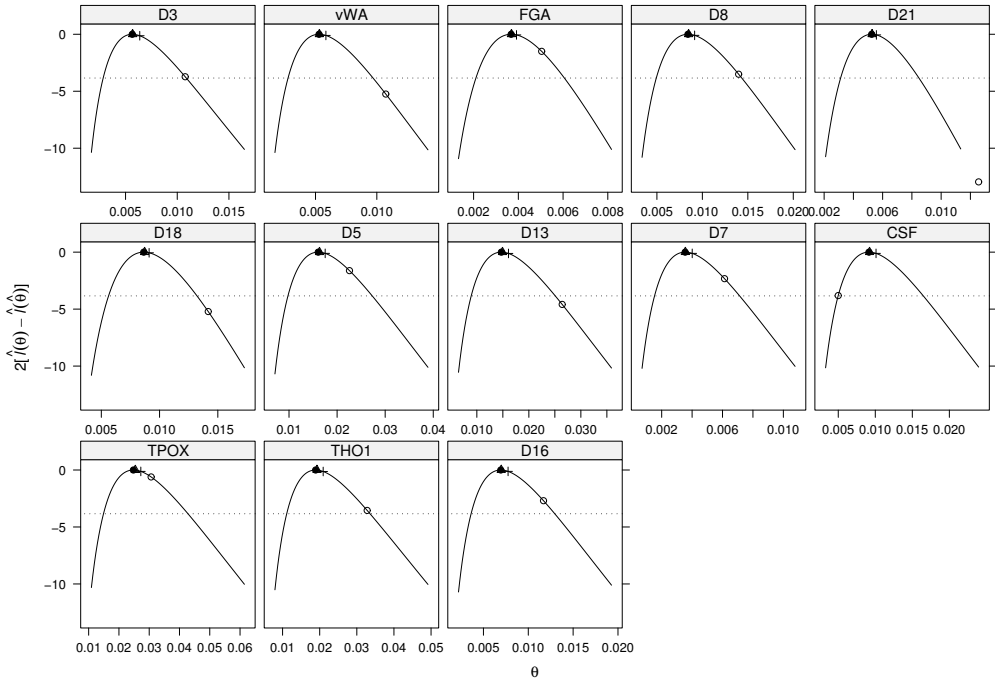 D3 vWA FGA D8 D21
0
−5
−10
0.005 0.010 0.015 0.005 0.010 0.002 0.004 0.006 0.008 0.005 0.010 0.015 0.020 0.002 0.006 0.010
D18 D5 D13 D7 CSF
0
−5
−10
0.005 0.010 0.015 0.01 0.02 0.03 0.04 0.010 0.020 0.030 0.002 0.006 0.010 0.005 0.010 0.015 0.020
TPOX THO1 D16
0
−5
−10
0.01 0.02 0.03 0.04 0.05 0.06 0.01 0.02 0.03 0.04 0.05 0.005 0.010 0.015 0.020
2[l̂(θ) − l̂(θ̂)]
θ